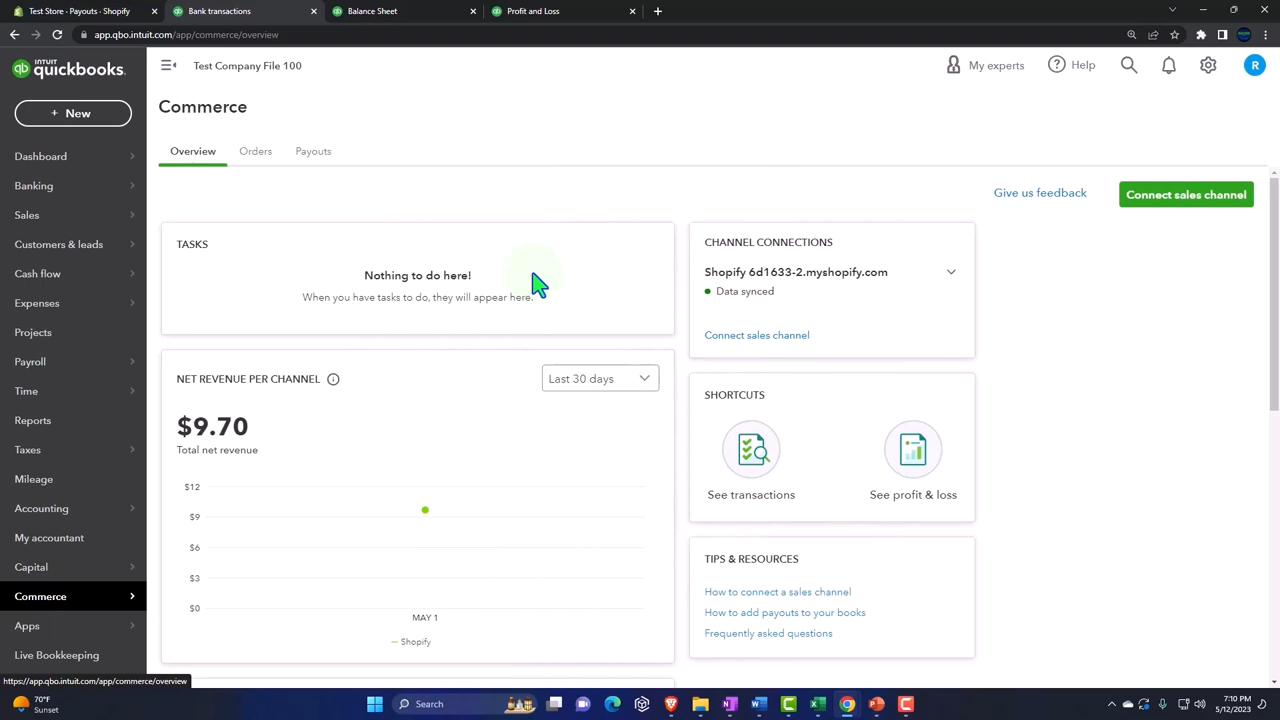 Test Store · Payouts · Shopify
Bank and Cash
Balance Sheet
Profit and Loss
app.qbo.intuit.com/app/commerce/overview
INTUIT
quickbooks.
Test Company File 100
My experts
Help
R
+ New
Commerce
Overview
Orders
Payouts
Dashboard
Banking
Sales
Customers & leads
Cash flow
Expenses
Projects
Payroll
Time
Reports
Taxes
Mileage
Accounting
My accountant
Capital
Commerce
Apps
Live Bookkeeping
Give us feedback
Connect sales channel
TASKS
Nothing to do here!
When you have tasks to do, they will appear here.
NET REVENUE PER CHANNEL
Last 30 days
$9.70
Total net revenue
$12
$9
$6
$3
$0
MAY 1
Shopify
CHANNEL CONNECTIONS
Shopify 6d1633-2.myshopify.com
Data synced
Connect sales channel
SHORTCUTS
See transactions
See profit & loss
TIPS & RESOURCES
How to connect a sales channel
How to add payouts to your books
Frequently asked questions
https://app.qbo.intuit.com/app/commerce/overview
70°F
Sunset
Search
7:10 PM
5/12/2023